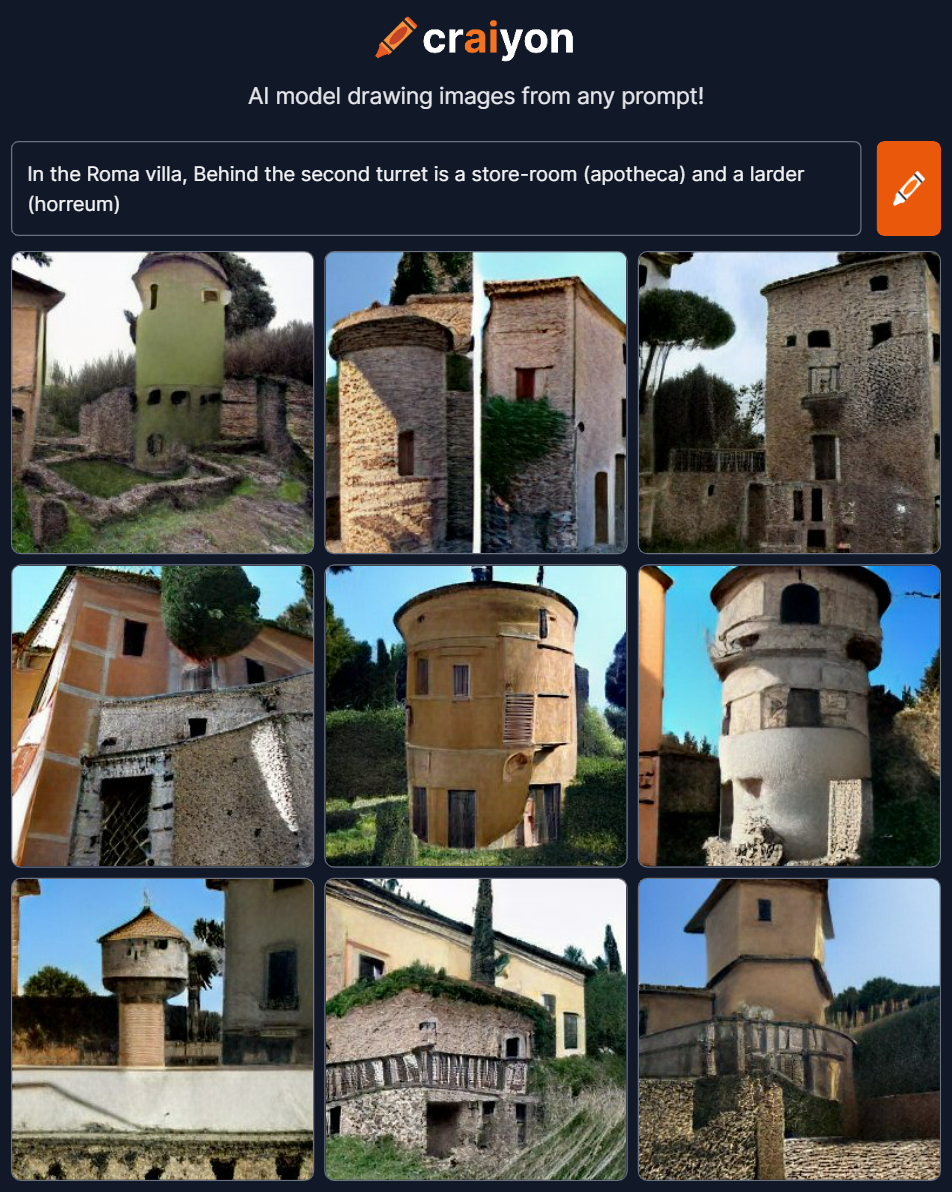 craiyon
AI model drawing images from any prompt!
In the Roma villa, Behind the second turret is a store-room (apotheca) and a larder
(horreum)